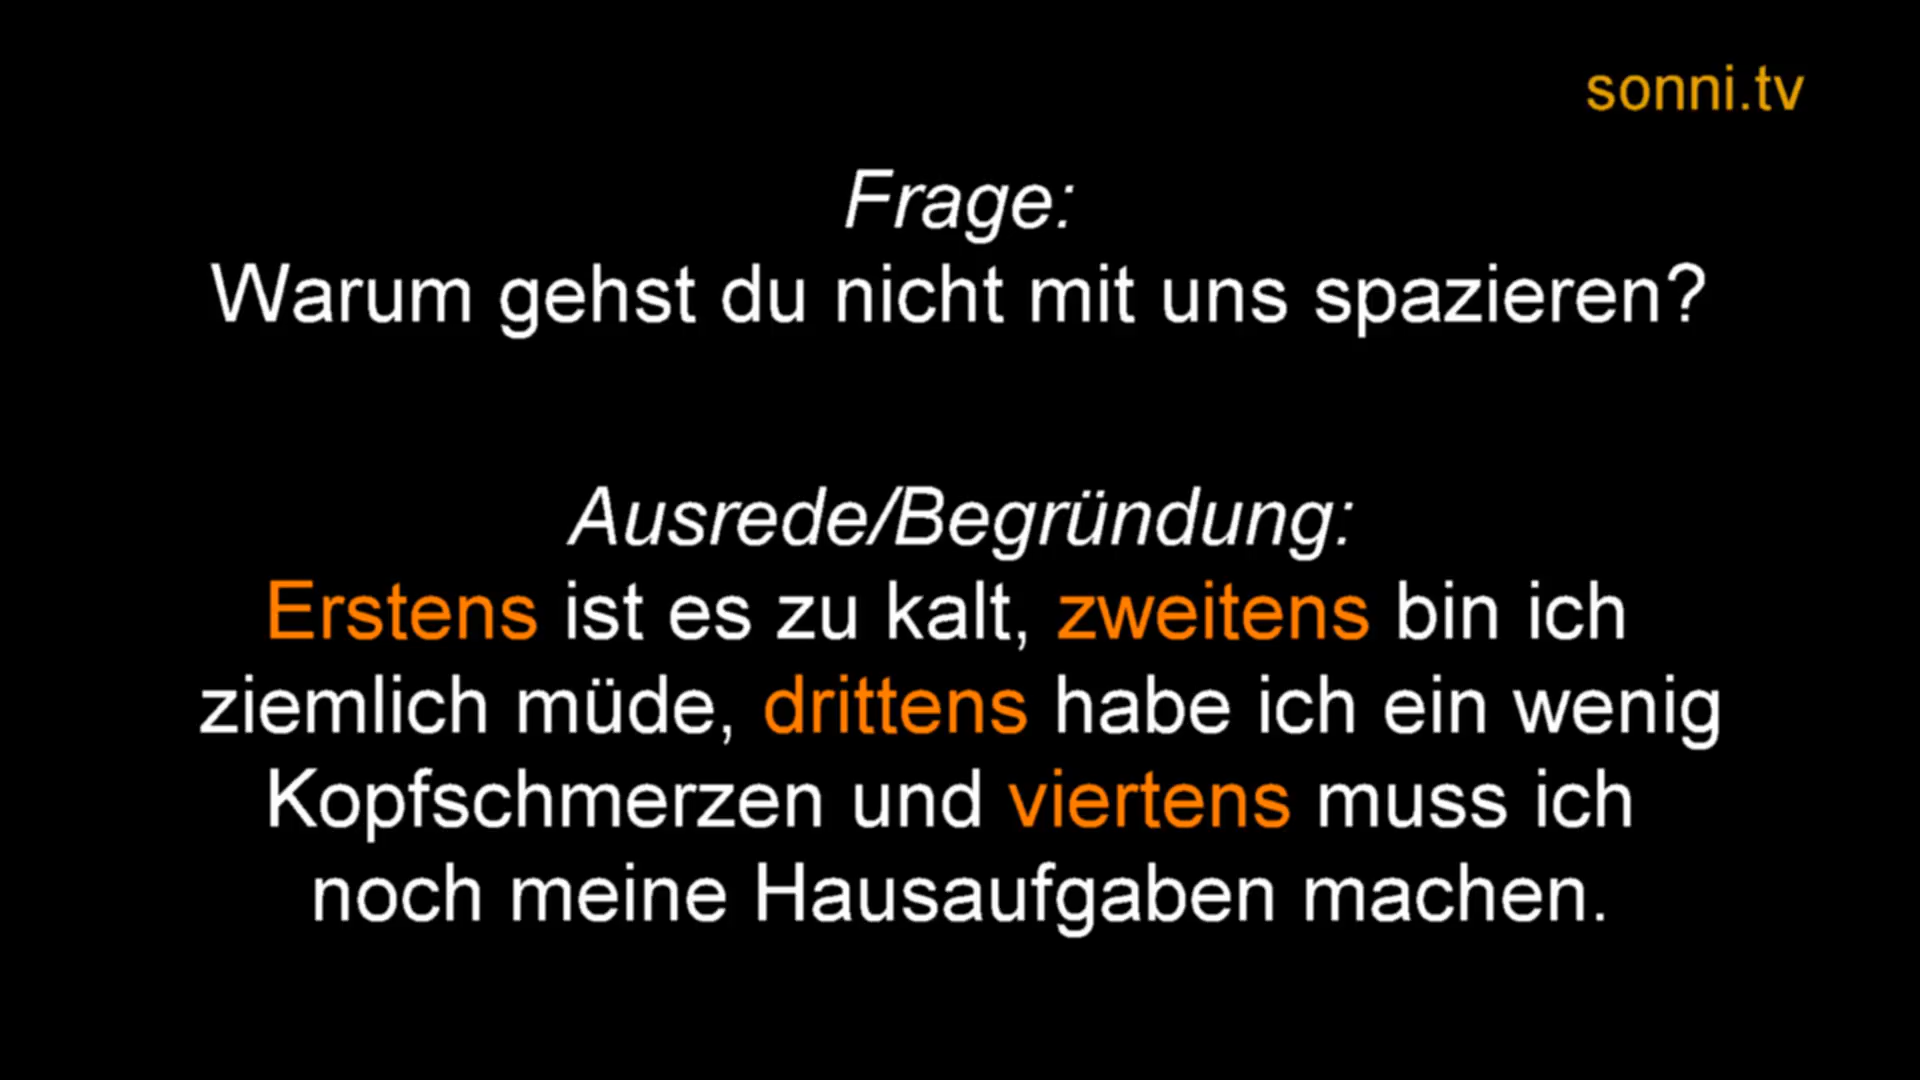 sonni.tv
Frage:
Warum gehst du nicht mit uns spazieren?
Ausrede/Begründung:
Erstens ist es zu kalt, zweitens bin ich
ziemlich müde, drittens habe ich ein wenig
Kopfschmerzen und viertens muss ich
noch meine Hausaufgaben machen.